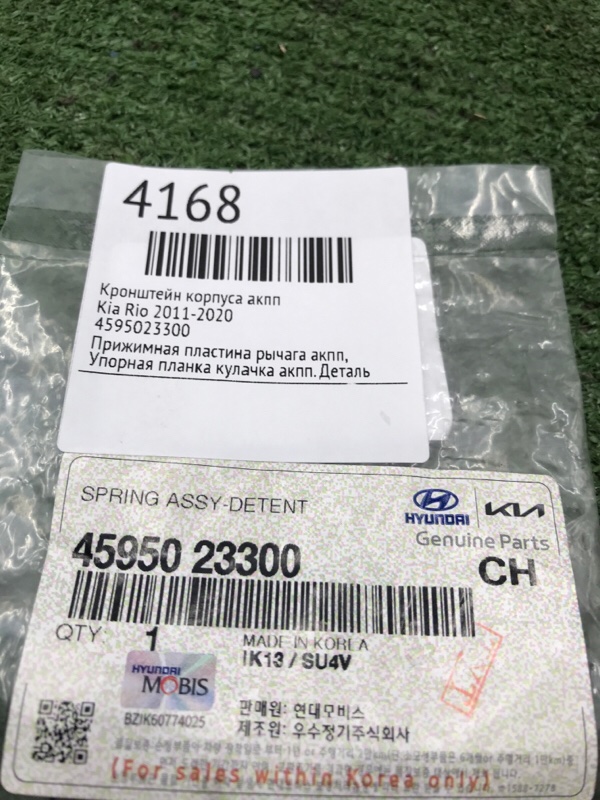 4168
Кронштейн корпуса акпп
Kia Rio 2011-2020
4595023300
Прижимная пластина рычага акпп,
Упорная планка кулачка акпп. Деталь
SPRING ASSY-DETENT
HYUNDAI KIA
Genuine Parts
45950 23300
CH
QTY 1
MADE IN KOREA
IK13 / SU4V
HYUNDAI
MOBIS
BZIK60774025
판매원: 현대모비스
제조원: 우수정기주식회사
(For sales within Korea only)